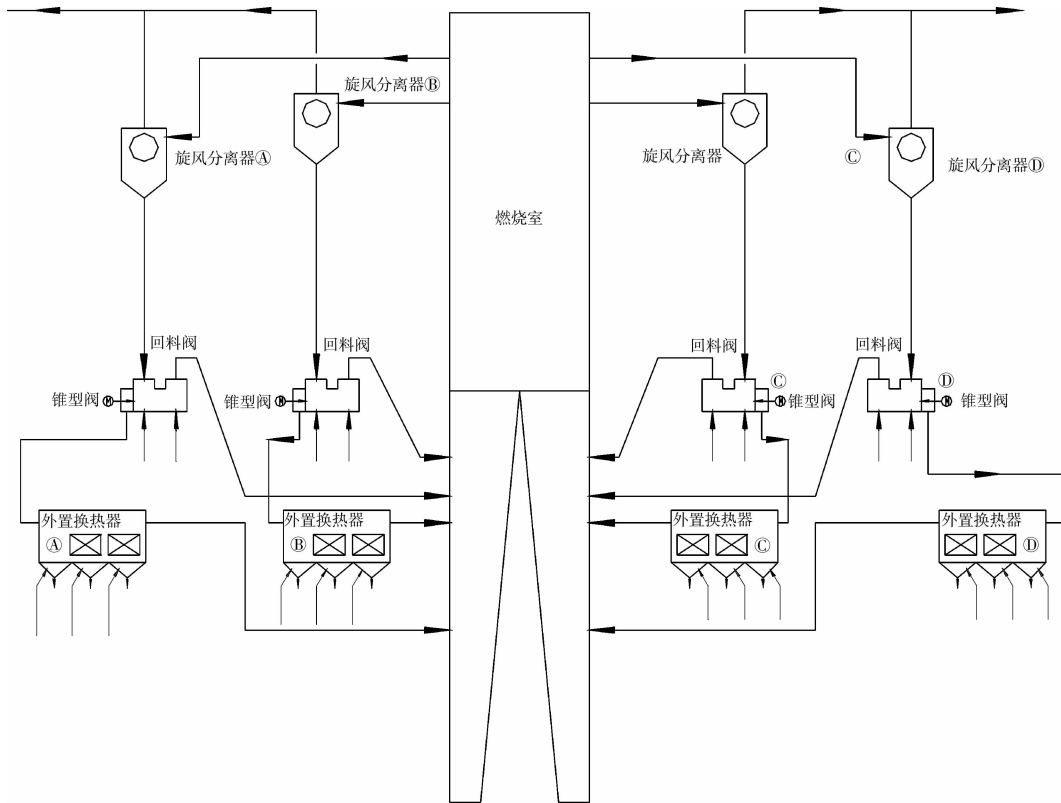 旋风分离器Ⓑ
旋风分离器Ⓐ
旋风分离器
Ⓒ
旋风分离器Ⓓ
燃烧室
回料阀
回料阀
回料阀
回料阀
锥型阀
M
锥型阀
M
Ⓒ
M
锥型阀
Ⓓ
M
锥型阀
外置换热器
Ⓐ
外置换热器
Ⓑ
外置换热器
Ⓒ
外置换热器
Ⓓ